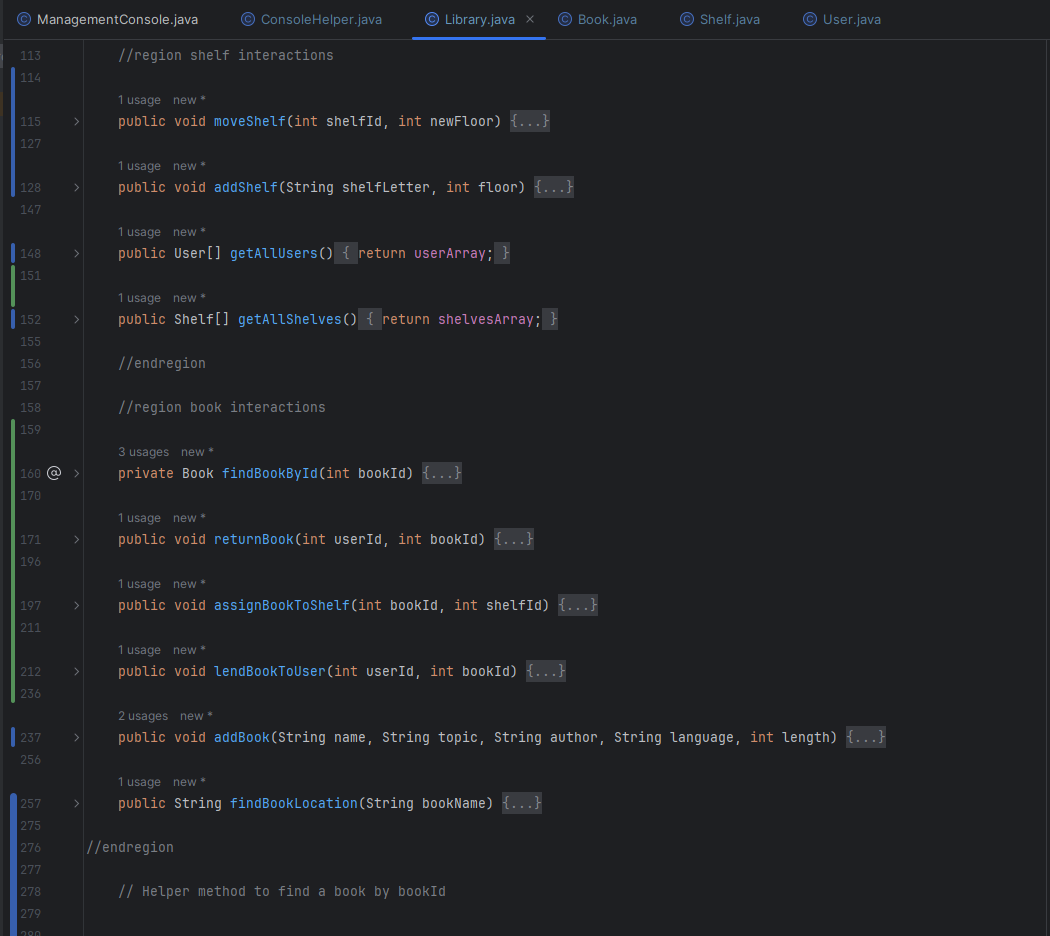 ManagementConsole.java ConsoleHelper.java Library.java × Book.java Shelf.java User.java
113 //region shelf interactions
114
1 usage new *
115 public void moveShelf(int shelfId, int newFloor) {...}
127
1 usage new *
128 public void addShelf(String shelfLetter, int floor) {...}
147
1 usage new *
148 public User[] getAllUsers() { return userArray; }
151
1 usage new *
152 public Shelf[] getAllShelves() { return shelvesArray; }
155
156 //endregion
157
158 //region book interactions
159
3 usages new *
160 @ private Book findBookById(int bookId) {...}
170
1 usage new *
171 public void returnBook(int userId, int bookId) {...}
196
1 usage new *
197 public void assignBookToShelf(int bookId, int shelfId) {...}
211
1 usage new *
212 public void lendBookToUser(int userId, int bookId) {...}
236
2 usages new *
237 public void addBook(String name, String topic, String author, String language, int length) {...}
256
1 usage new *
257 public String findBookLocation(String bookName) {...}
275
276 //endregion
277
278 // Helper method to find a book by bookId
279
280